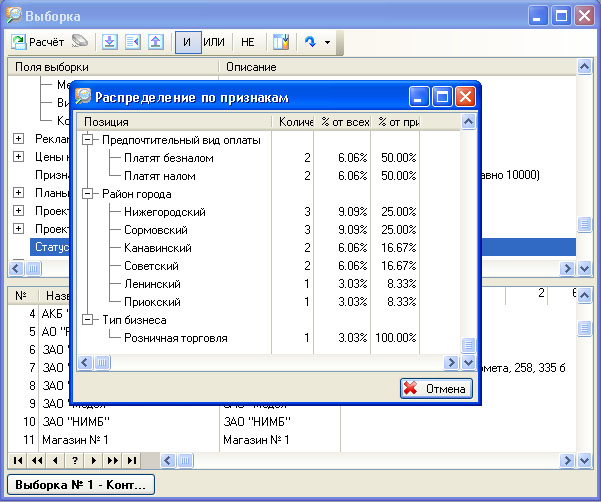 Выборка
Расчёт И ИЛИ НЕ
Поля выборки Описание
Ме
Ви
Ко
Реклам
Цены н
Призна авно 10000)
Планы
Проект
Проект
Статус
Распределение по признакам
Позиция Количе % от всех % от при
Предпочтительный вид оплаты
Платят безналом 2 6.06% 50.00%
Платят налом 2 6.06% 50.00%
Район города
Нижегородский 3 9.09% 25.00%
Сормовский 3 9.09% 25.00%
Канавинский 2 6.06% 16.67%
Советский 2 6.06% 16.67%
Ленинский 1 3.03% 8.33%
Приокский 1 3.03% 8.33%
Тип бизнеса
Розничная торговля 1 3.03% 100.00%
Отмена
№ Назв 2
4 АКБ "
5 АО "F
6 ЗАО "
7 ЗАО " омета, 258, 335 б
8 ЗАО "
9 ЗАО "Медея" ЗАО "Медея"
10 ЗАО "НИМБ" ЗАО "НИМБ"
11 Магазин № 1 Магазин № 1
?
Выборка № 1 - Конт...